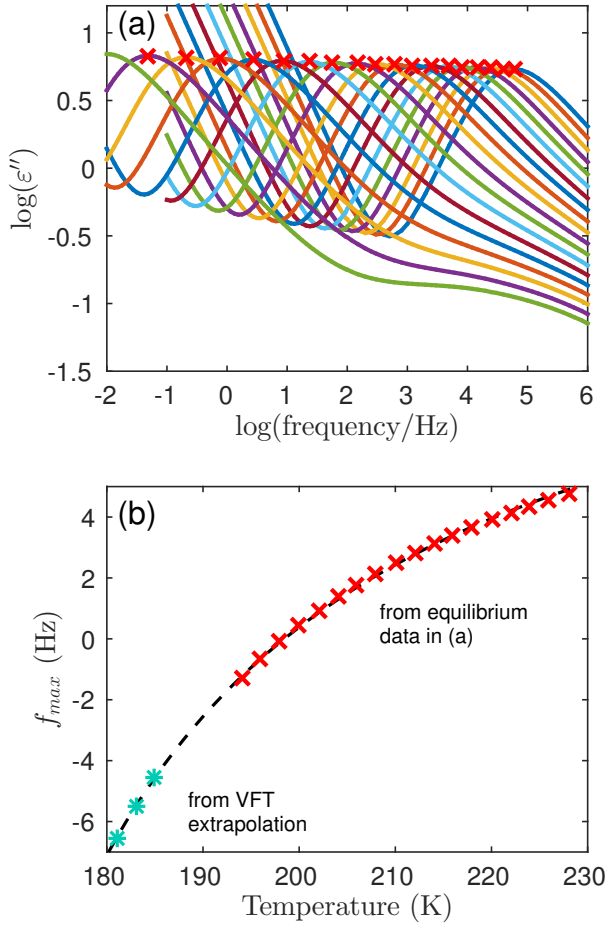 (a)
log(ε″)
0.5
0
-0.5
-1
-1.5
-2 -1 0 1 2 3 4 5 6
log(frequency/Hz)
(b)
f_max (Hz)
4
2
0
-2
-4
-6
from equilibrium
data in (a)
from VFT
extrapolation
180 190 200 210 220 230
Temperature (K)